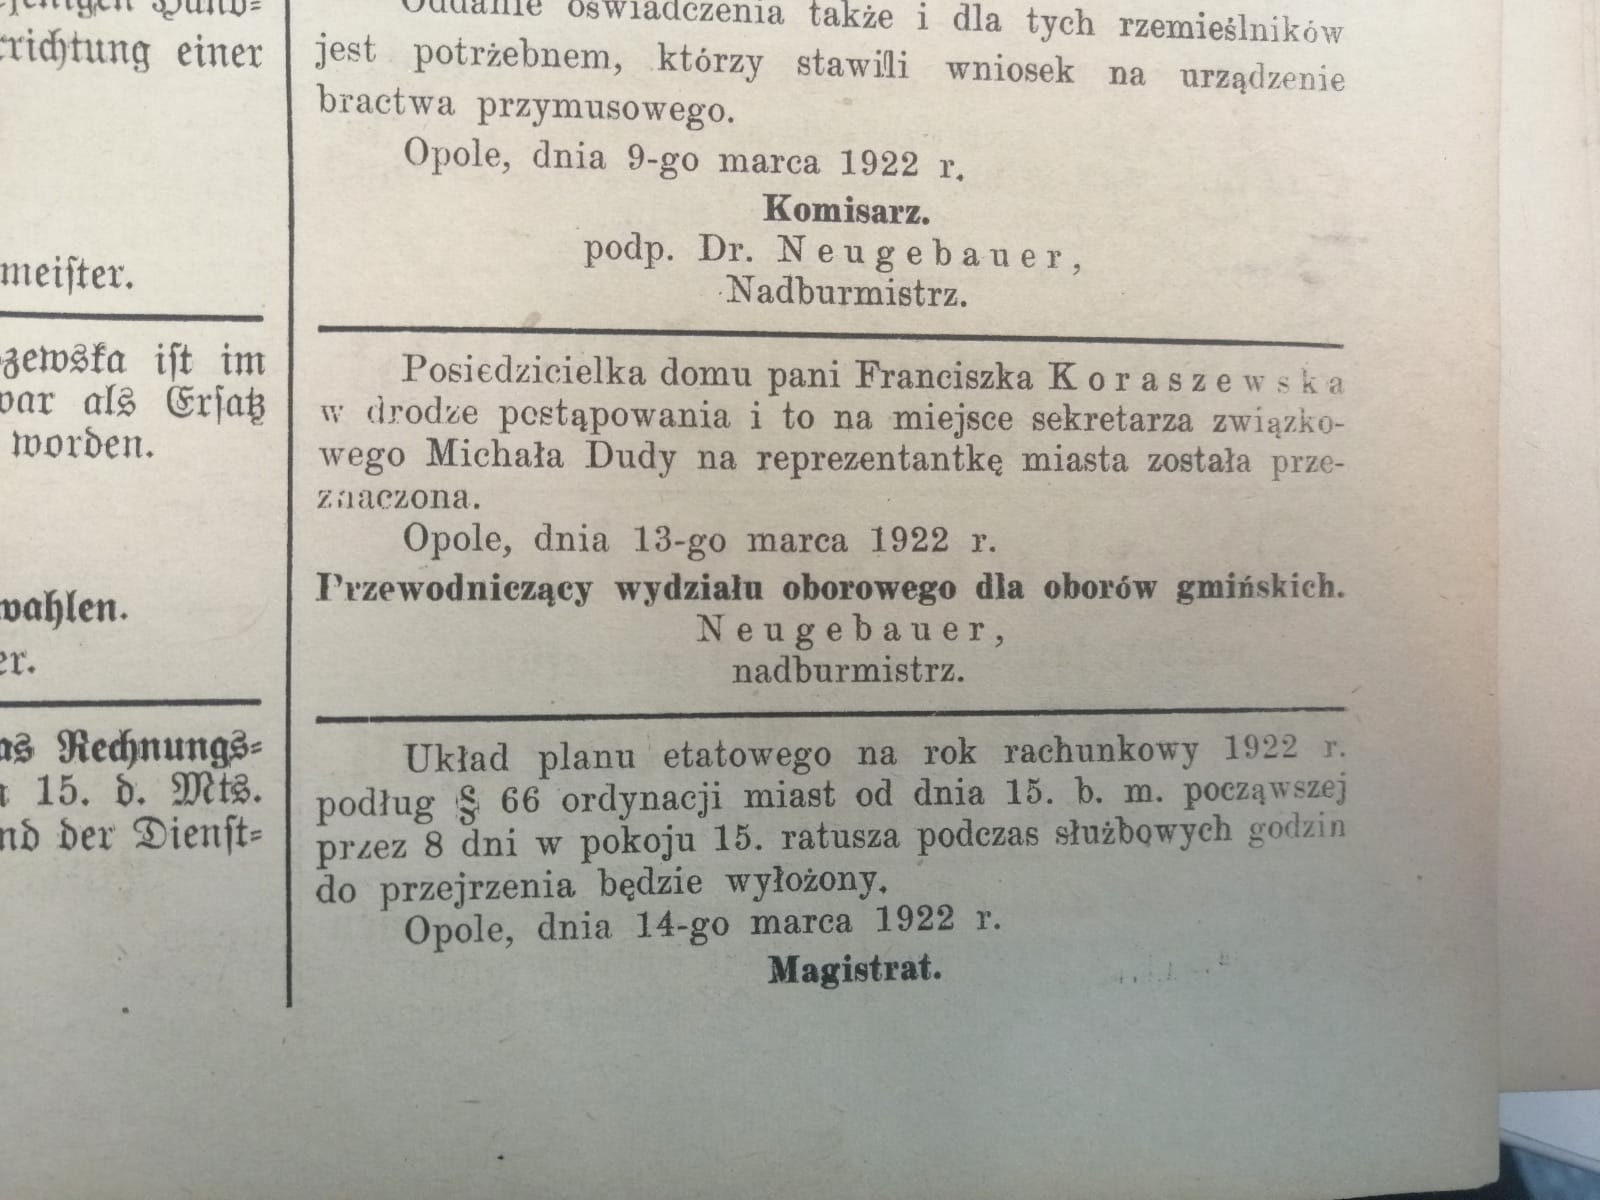 richtung einer
meiſter.
zewska iſt im
als Erſatz
worden.
wahlen.
er.
as Rechnungs=
15. d. Mts.
nd der Dienſt=
Oddanie oświadczenia także i dla tych rzemieślników
jest potrżebnem, którzy stawili wniosek na urządzenie
bractwa przymusowego.
Opole, dnia 9-go marca 1922 r.
Komisarz.
podp. Dr. Neugebauer,
Nadburmistrz.
Posiedzicielka domu pani Franciszka Koraszewska
w drodze postąpowania i to na miejsce sekretarza związko-
wego Michała Dudy na reprezentantkę miasta została prze-
znaczona.
Opole, dnia 13-go marca 1922 r.
Przewodniczący wydziału oborowego dla oborów gmińskich.
Neugebauer,
nadburmistrz.
Układ planu etatowego na rok rachunkowy 1922 r.
podług § 66 ordynacji miast od dnia 15. b. m. począwszej
przez 8 dni w pokoju 15. ratusza podczas służbowych godzin
do przejrzenia będzie wyłożony.
Opole, dnia 14-go marca 1922 r.
Magistrat.